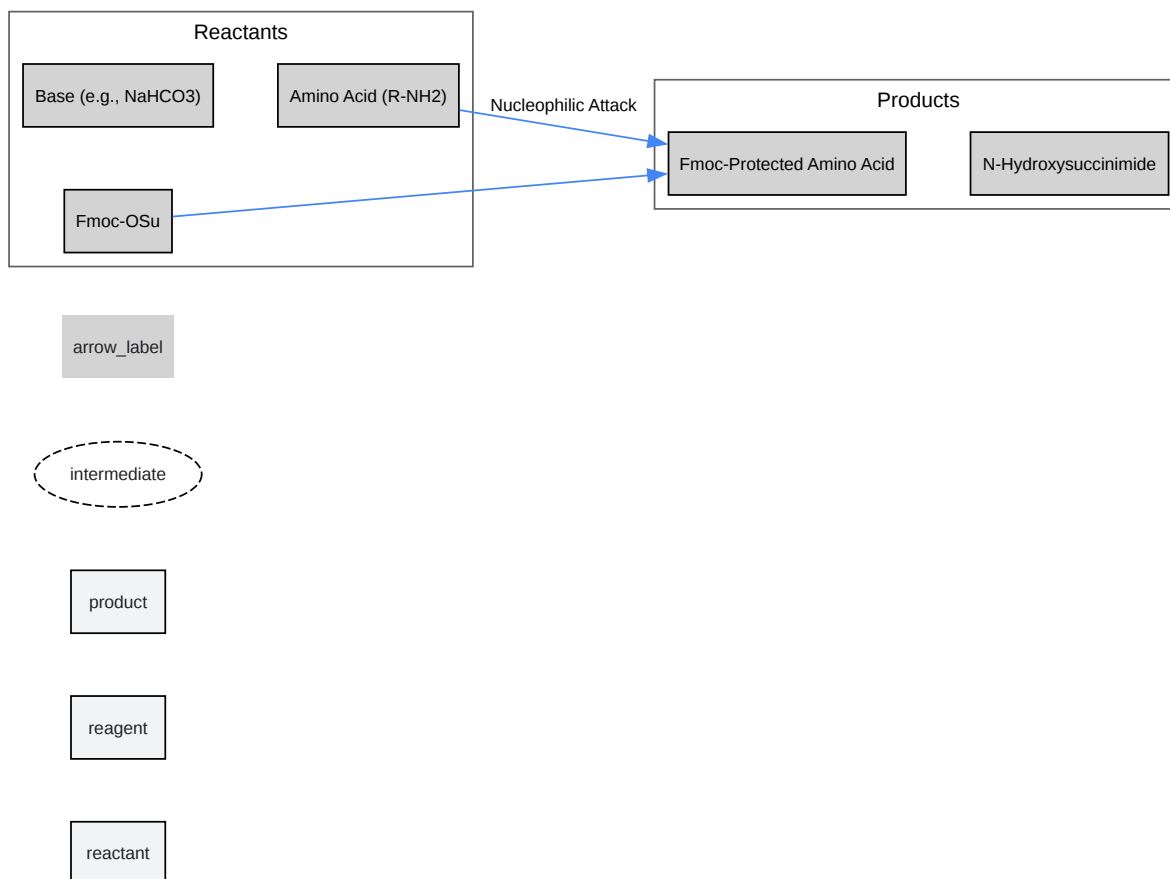 Reactants
Base (e.g., NaHCO3)
Amino Acid (R-NH2)
Fmoc-OSu
Nucleophilic Attack
Products
Fmoc-Protected Amino Acid
N-Hydroxysuccinimide
arrow_label
intermediate
product
reagent
reactant